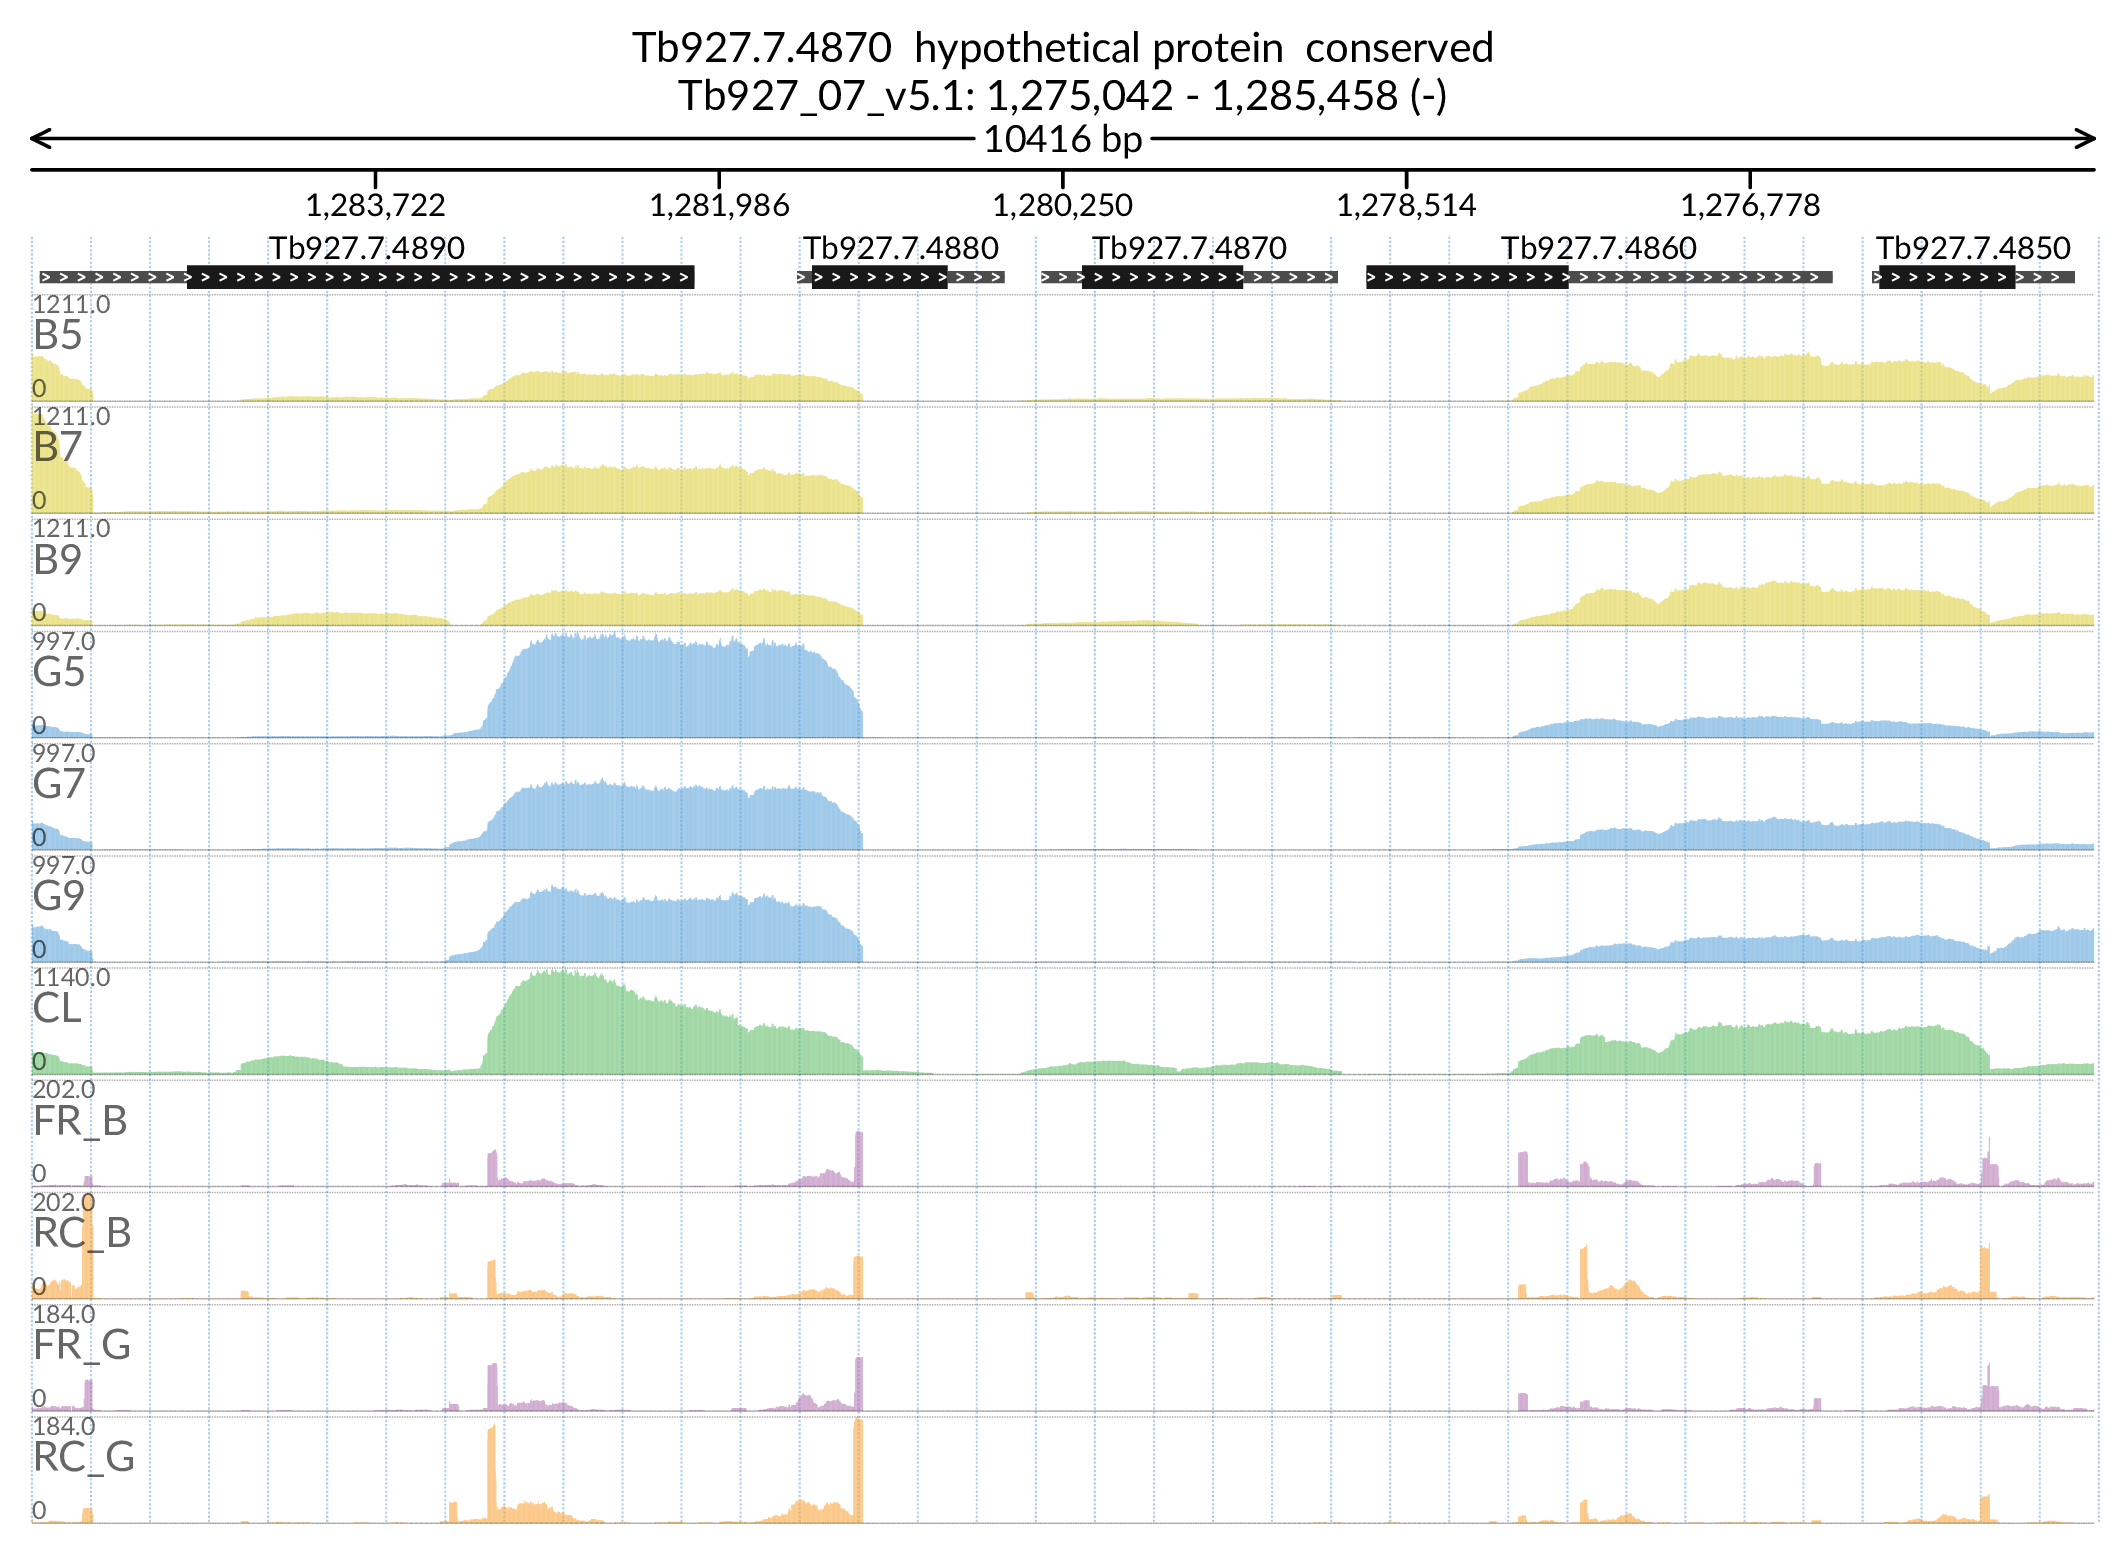 Tb927.7.4870 hypothetical protein conserved
Tb927_07_v5.1: 1,275,042 - 1,285,458 (-)
10416 bp
1,283,722 1,281,986 1,280,250 1,278,514 1,276,778
Tb927.7.4890 Tb927.7.4880 Tb927.7.4870 Tb927.7.4860 Tb927.7.4850
1211.0
B5
0
1211.0
B7
0
1211.0
B9
0
997.0
G5
0
997.0
G7
0
997.0
G9
0
1140.0
CL
0
202.0
FR_B
0
202.0
RC_B
0
184.0
FR_G
0
184.0
RC_G
0